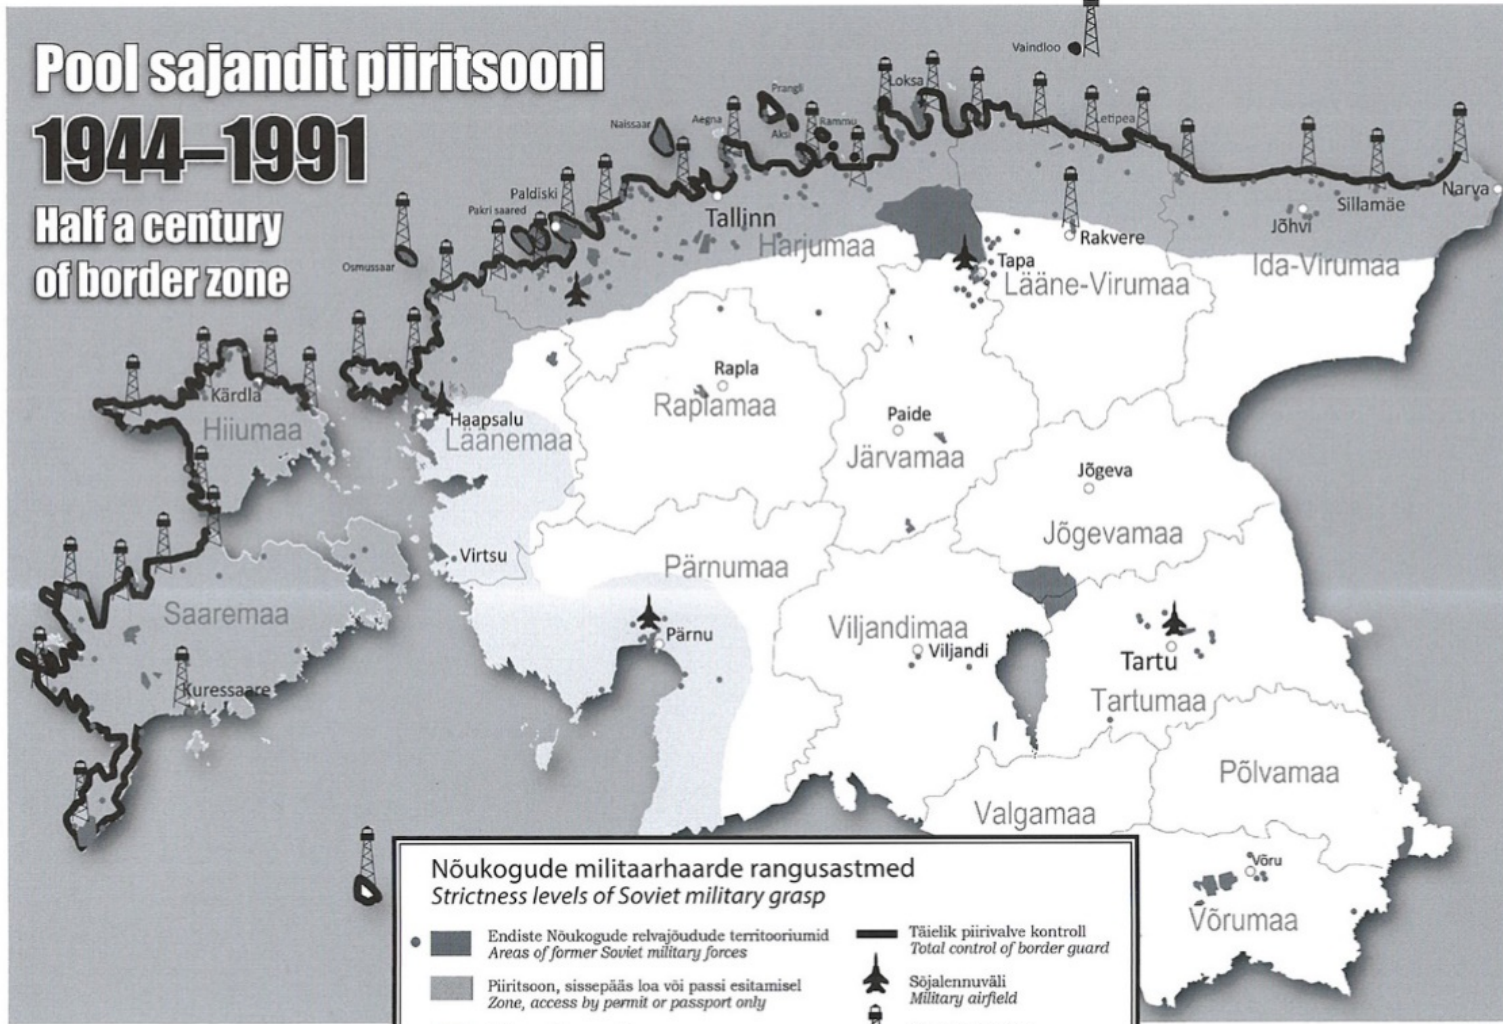 Pool sajandit piiritsooni
1944–1991
Half a century
of border zone
Vaindloo
Loksa
Prangli
Naissaar
Aegna
Aksi
Rammu
Letipea
Narva
Paldiski
Pakri saared
Tallinn
Sillamäe
Jõhvi
Osmussaar
Harjumaa
Rakvere
Tapa
Lääne-Virumaa
Ida-Virumaa
Rapla
Raplamaa
Kärdla
Hiiumaa
Haapsalu
Läänemaa
Paide
Järvamaa
Jõgeva
Jõgevamaa
Virtsu
Pärnumaa
Saaremaa
Pärnu
Viljandimaa
Viljandi
Tartu
Tartumaa
Kuressaare
Põlvamaa
Valgamaa
Võru
Võrumaa
Nõukogude militaarhaarde rangusastmed
Strictness levels of Soviet military grasp
Endiste Nõukogude relvajõudude territooriumid
Areas of former Soviet military forces
Piiritsoon, sissepääs loa või passi esitamisel
Zone, access by permit or passport only
Täielik piirivalve kontroll
Total control of border guard
Sõjalennuväli
Military airfield